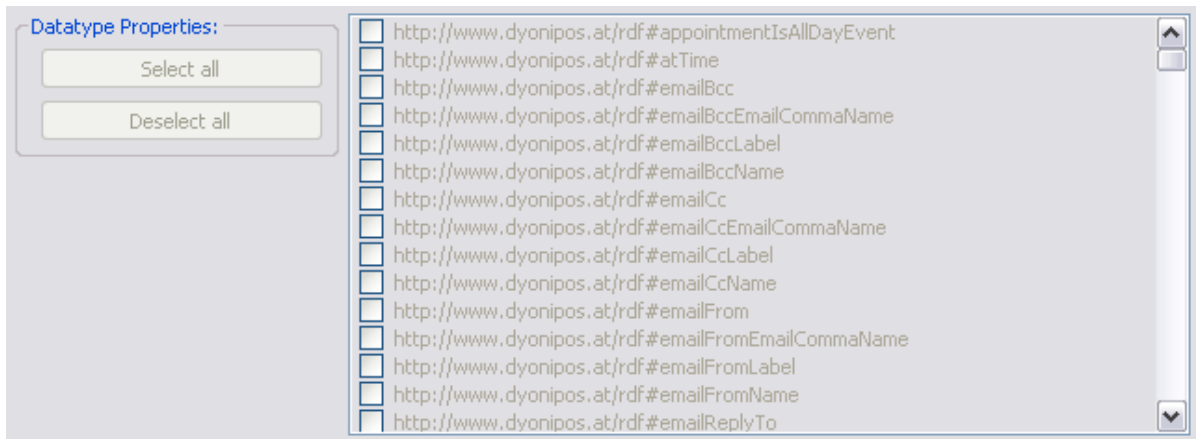 Datatype Properties:
Select all
Deselect all
http://www.dyonipos.at/rdf#appointmentIsAllDayEvent
http://www.dyonipos.at/rdf#atTime
http://www.dyonipos.at/rdf#emailBcc
http://www.dyonipos.at/rdf#emailBccEmailCommaName
http://www.dyonipos.at/rdf#emailBccLabel
http://www.dyonipos.at/rdf#emailBccName
http://www.dyonipos.at/rdf#emailCc
http://www.dyonipos.at/rdf#emailCcEmailCommaName
http://www.dyonipos.at/rdf#emailCcLabel
http://www.dyonipos.at/rdf#emailCcName
http://www.dyonipos.at/rdf#emailFrom
http://www.dyonipos.at/rdf#emailFromEmailCommaName
http://www.dyonipos.at/rdf#emailFromLabel
http://www.dyonipos.at/rdf#emailFromName
http://www.dyonipos.at/rdf#emailReplyTo